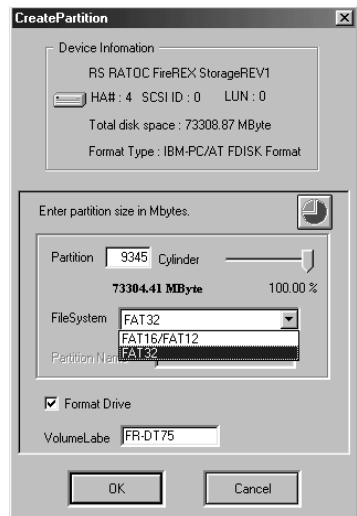 CreatePartition
Device Infomation
RS RATOC FireREX StorageREV1
HA# : 4 SCSI ID : 0 LUN : 0
Total disk space : 73308.87 MByte
Format Type : IBM-PC/AT FDISK Format
Enter partition size in Mbytes.
Partition 9345 Cylinder
73304.41 MByte 100.00 %
FileSystem FAT32
FAT16/FAT12
FAT32
Partition
Format Drive
VolumeLabe FR-DT75
OK Cancel